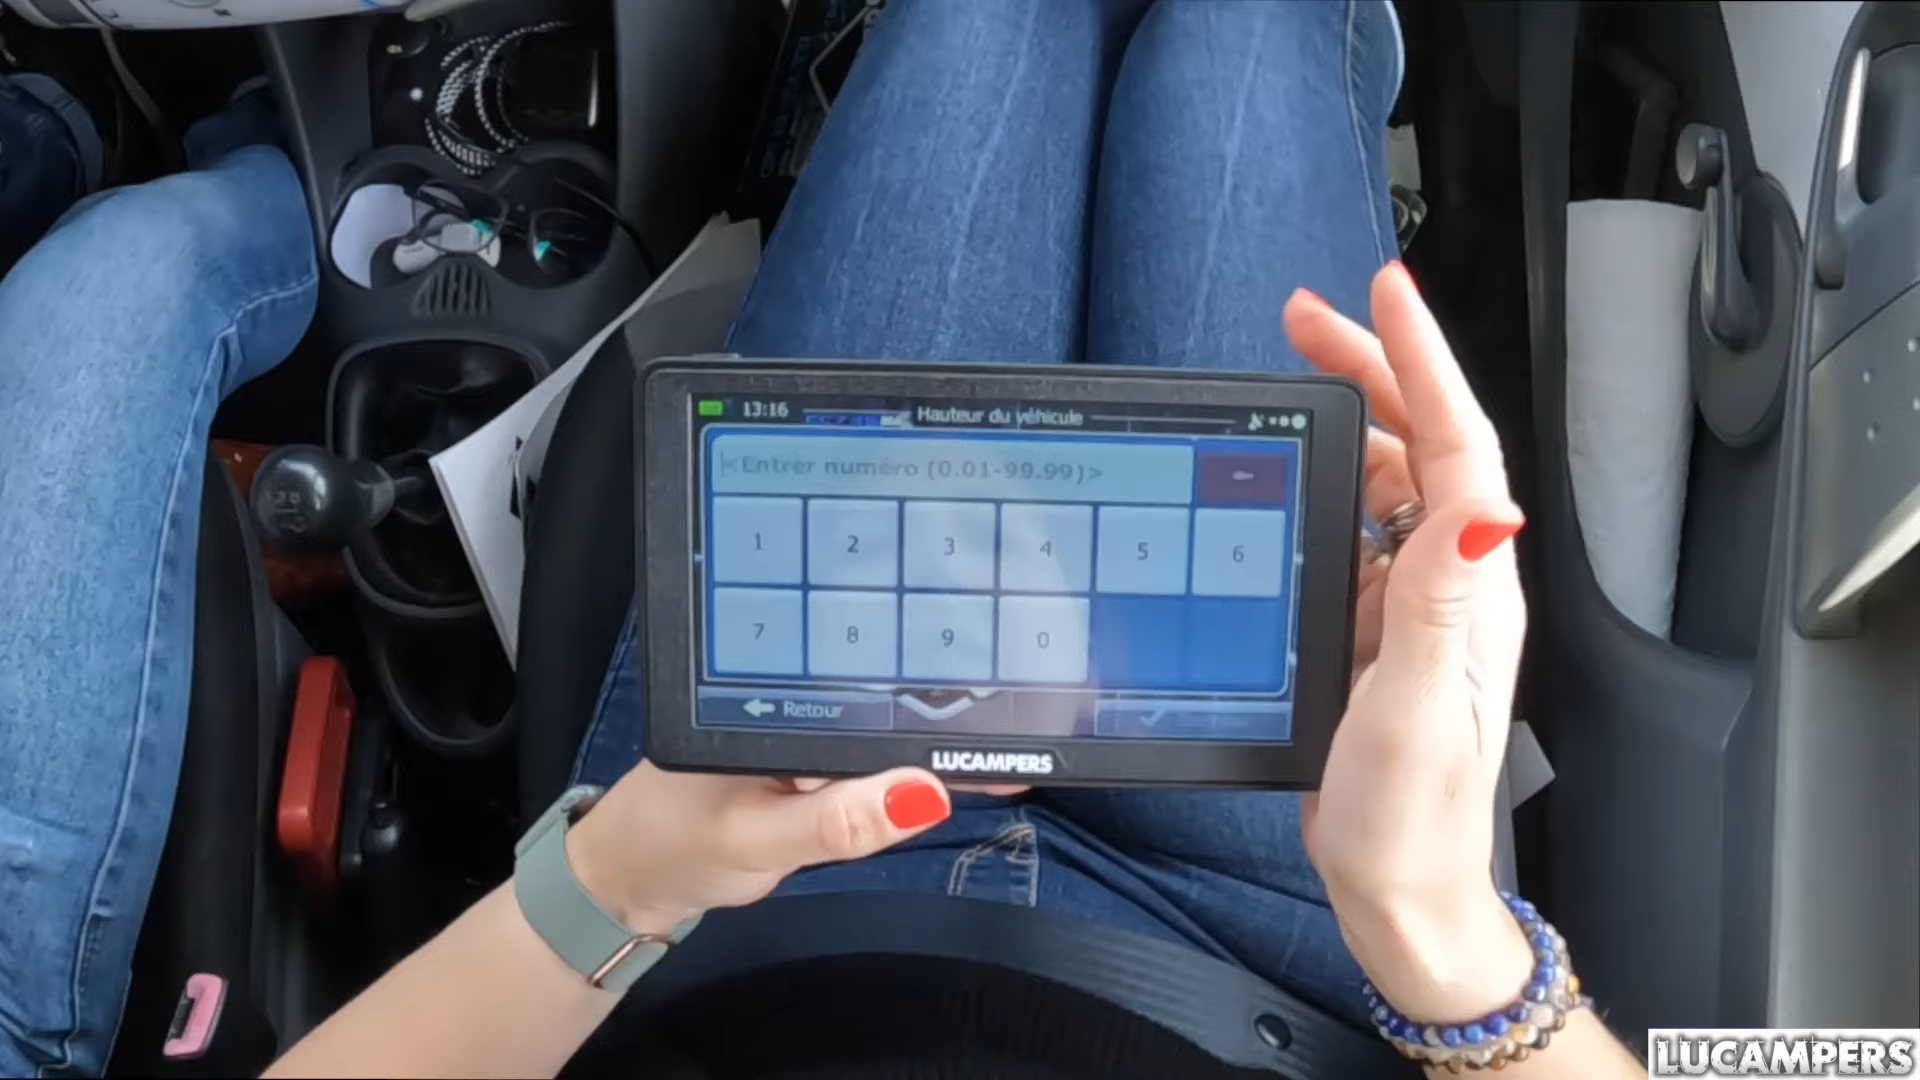 13:16 Hauteur du véhicule
<Entrer numéro (0.01-99.99)>
1 2 3 4 5 6
7 8 9 0
Retour
LUCAMPERS
LUCAMPERS